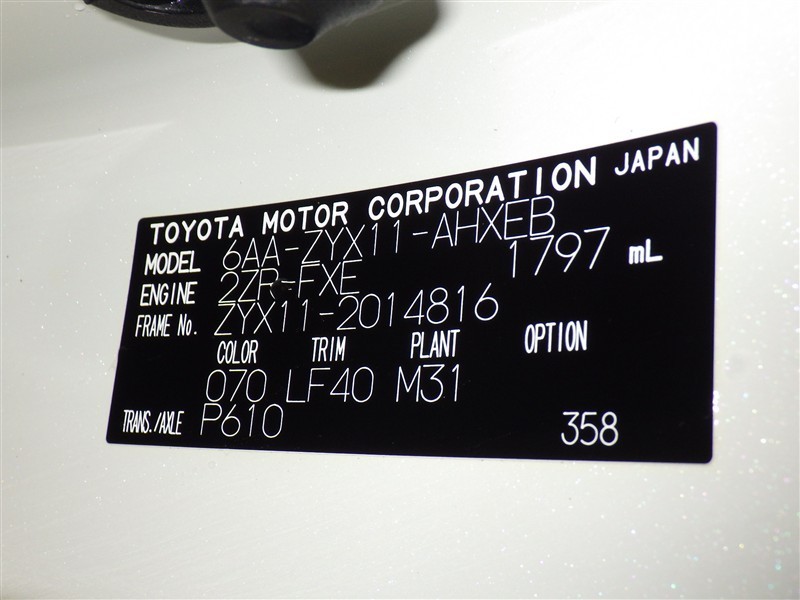 TOYOTA MOTOR CORPORATION JAPAN
MODEL 6AA-ZYX11-AHXEB
ENGINE 2ZR-FXE 1797 mL
FRAME No. ZYX11-2014816
COLOR TRIM PLANT OPTION
070 LF40 M31
TRANS./AXLE P610 358